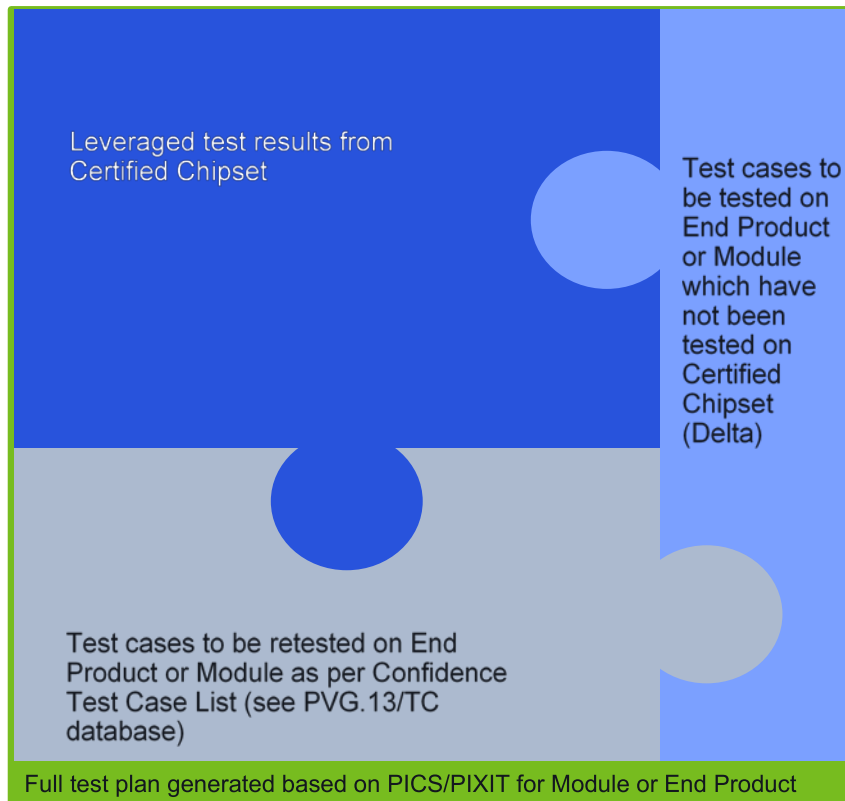 Leveraged test results from
Certified Chipset
Test cases to
be tested on
End Product
or Module
which have
not been
tested on
Certified
Chipset
(Delta)
Test cases to be retested on End
Product or Module as per Confidence
Test Case List (see PVG.13/TC
database)
Full test plan generated based on PICS/PIXIT for Module or End Product